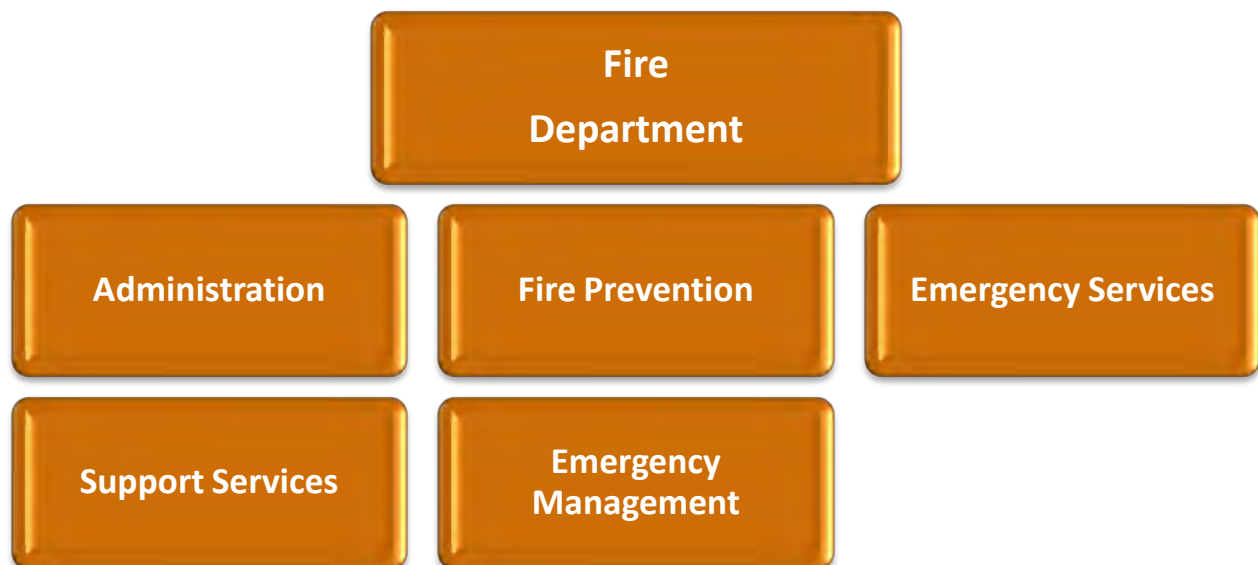 Fire
Department
Administration
Fire Prevention
Emergency Services
Support Services
Emergency
Management